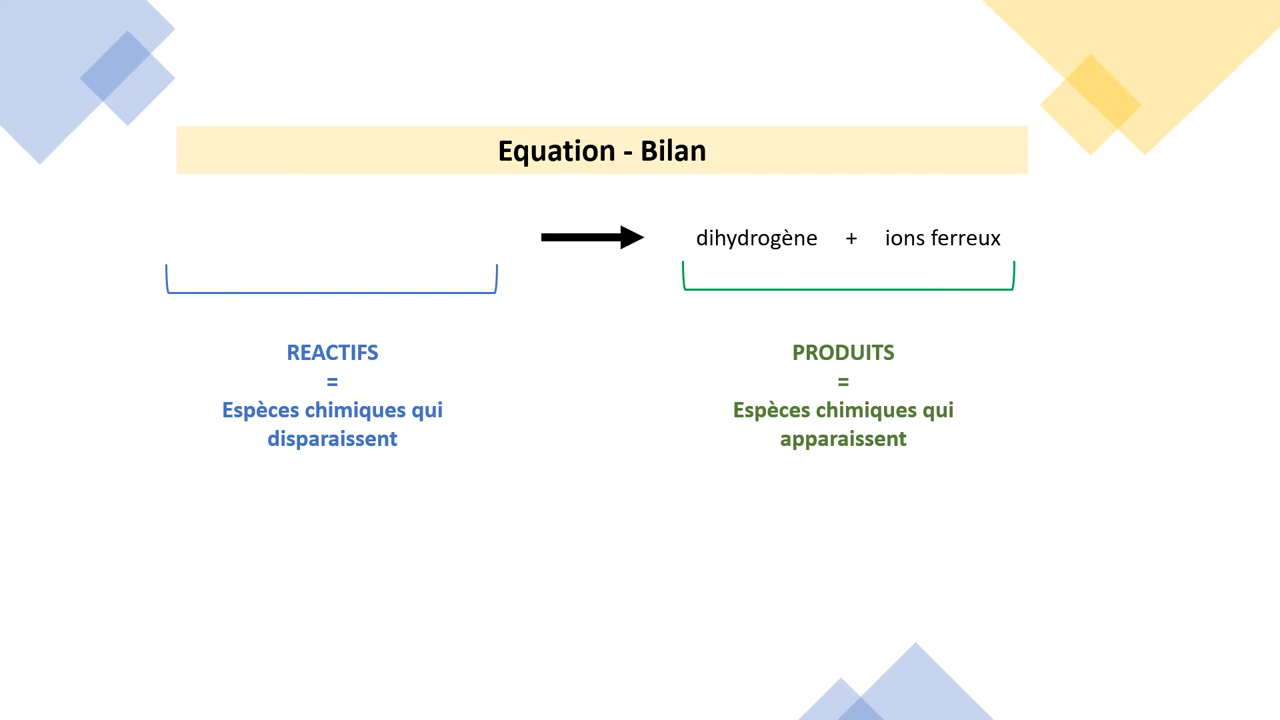 Equation - Bilan
dihydrogène + ions ferreux
REACTIFS
=
Espèces chimiques qui
disparaissent
PRODUITS
=
Espèces chimiques qui
apparaissent